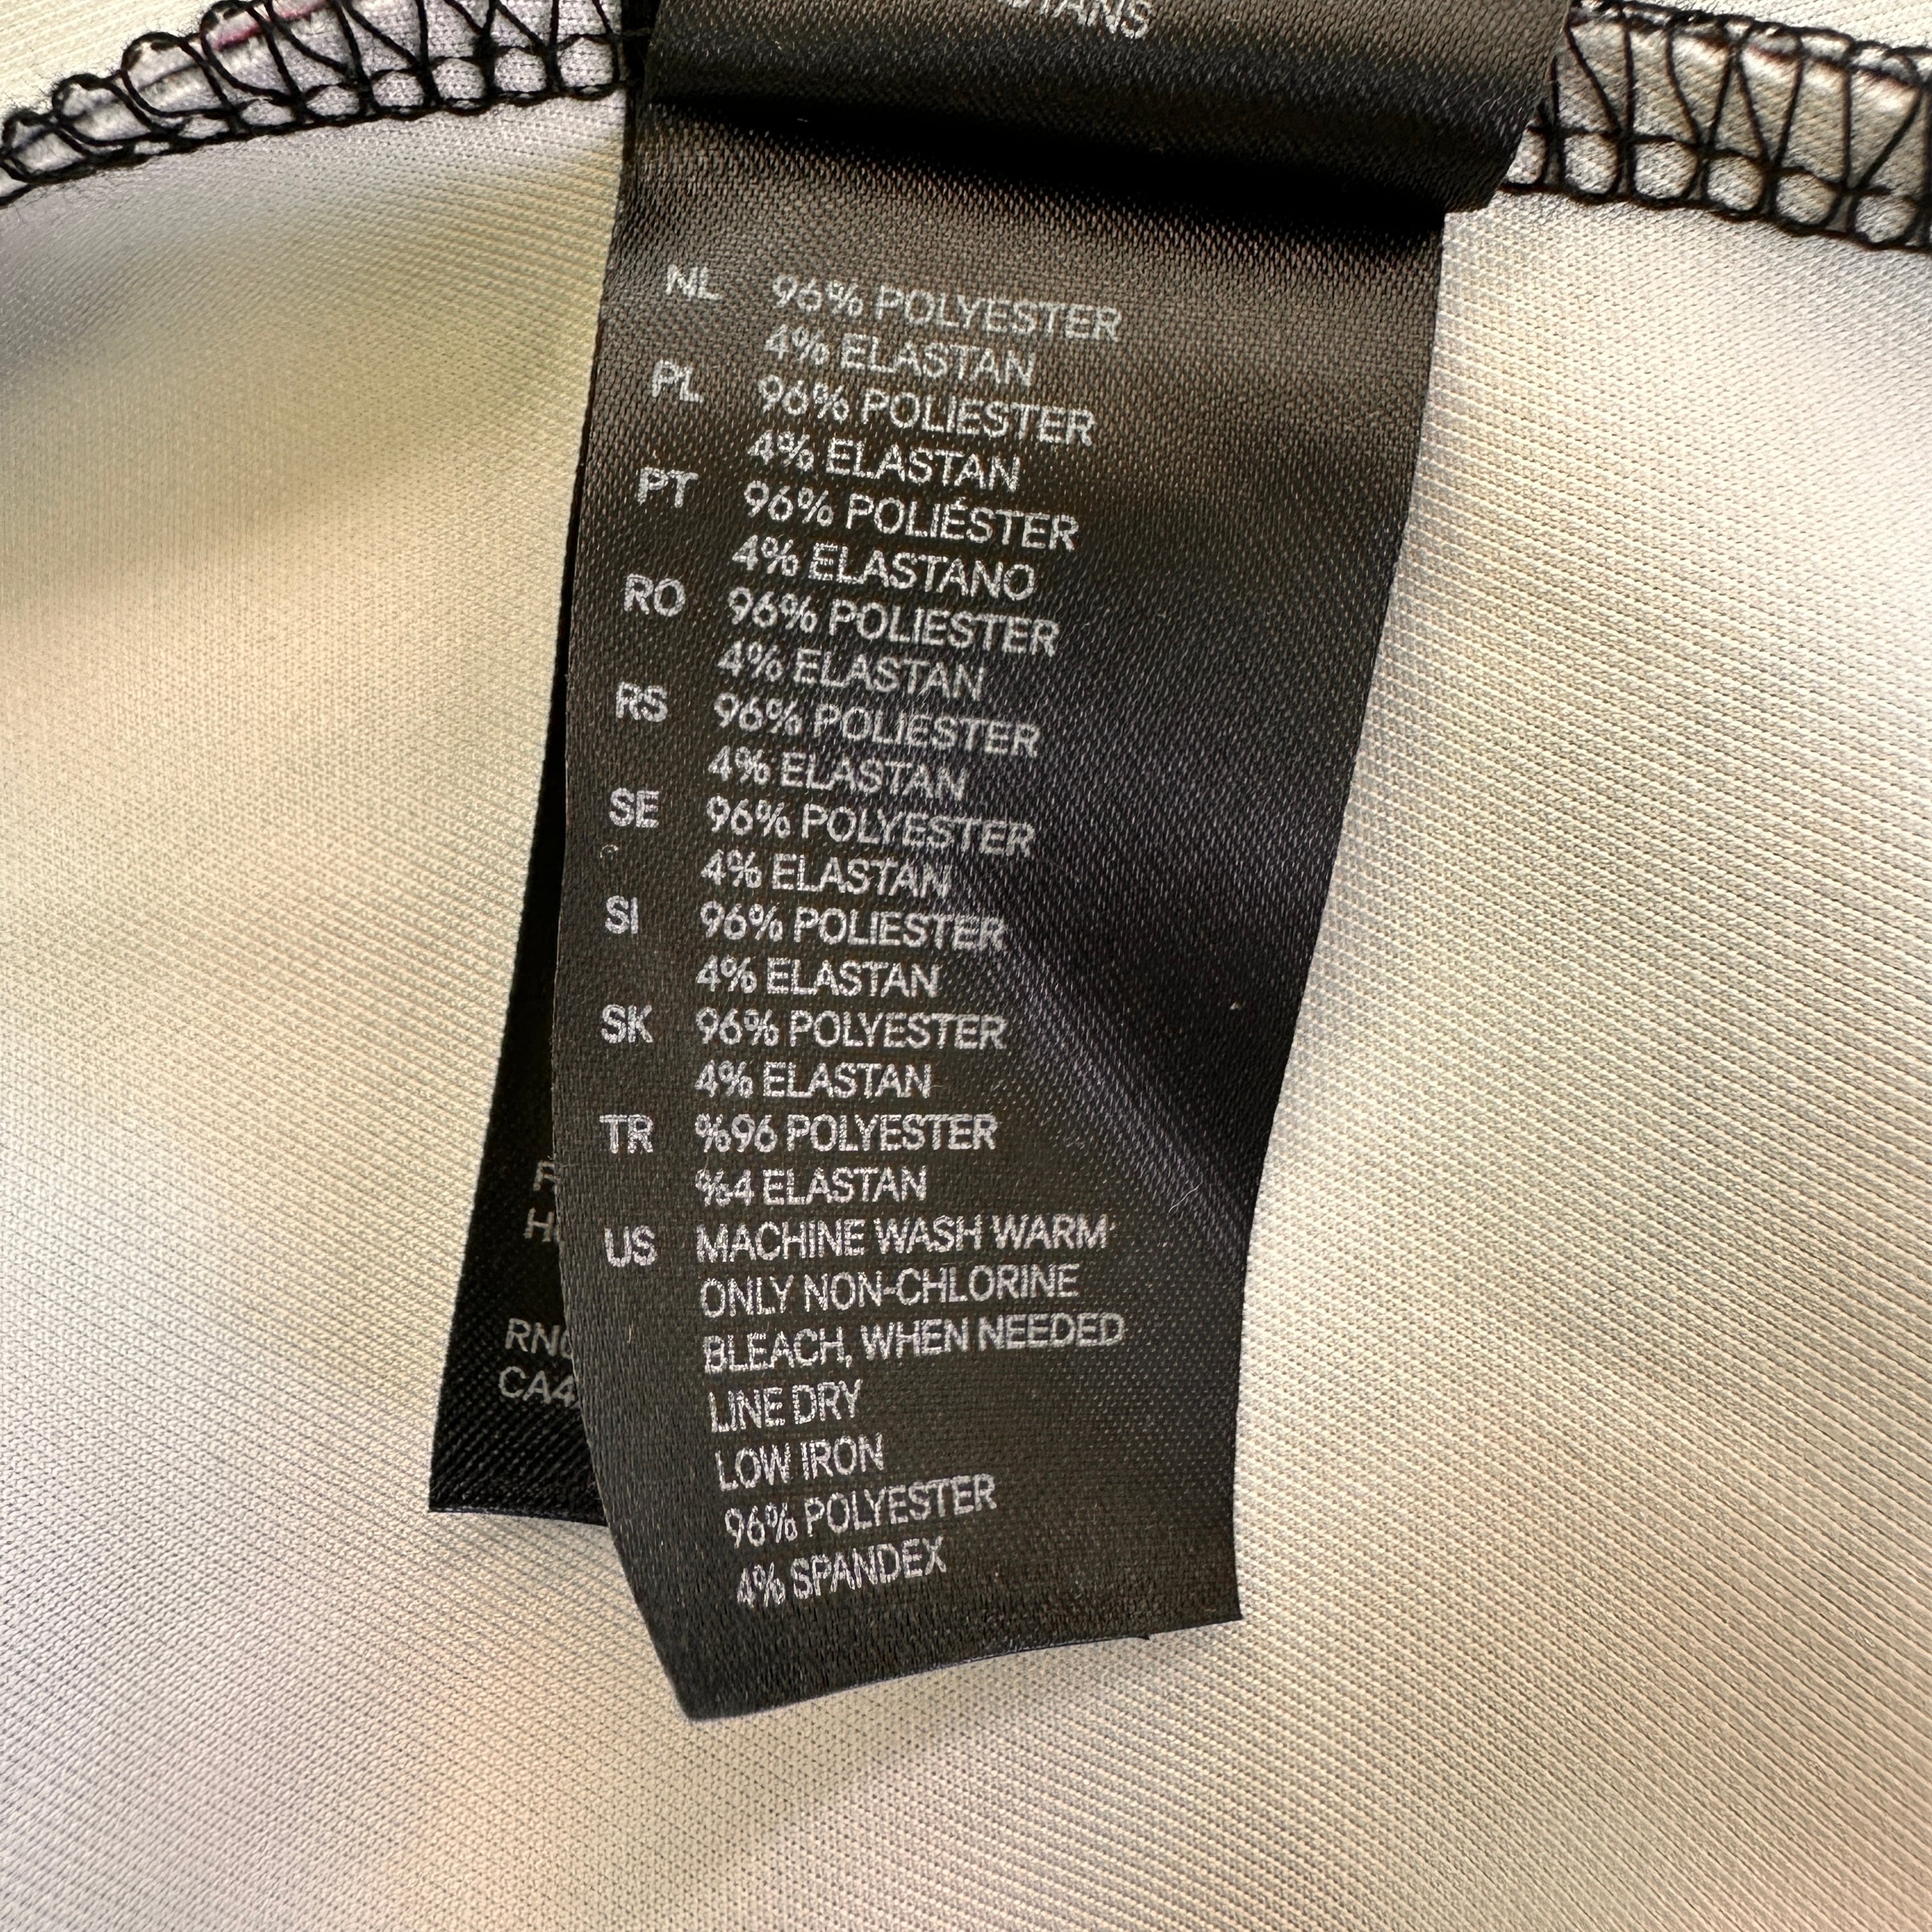 NL 96% POLYESTER
4% ELASTAN
PL 96% POLIESTER
4% ELASTAN
PT 96% POLIÉSTER
4% ELASTANO
RO 96% POLIESTER
4% ELASTAN
RS 96% POLIESTER
4% ELASTAN
SE 96% POLYESTER
4% ELASTAN
SI 96% POLIESTER
4% ELASTAN
SK 96% POLYESTER
4% ELASTAN
TR %96 POLYESTER
%4 ELASTAN
US MACHINE WASH WARM
ONLY NON-CHLORINE
BLEACH, WHEN NEEDED
LINE DRY
LOW IRON
96% POLYESTER
4% SPANDEX